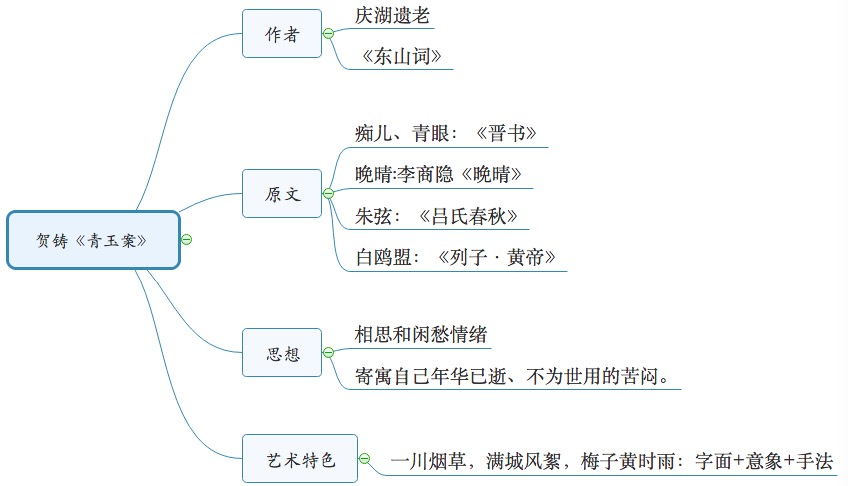 贺铸《青玉案》
作者
庆湖遗老
《东山词》
原文
痴儿、青眼：《晋书》
晚晴:李商隐《晚晴》
朱弦：《吕氏春秋》
白鸥盟：《列子·黄帝》
思想
相思和闲愁情绪
寄寓自己年华已逝、不为世用的苦闷。
艺术特色
一川烟草，满城风絮，梅子黄时雨：字面+意象+手法